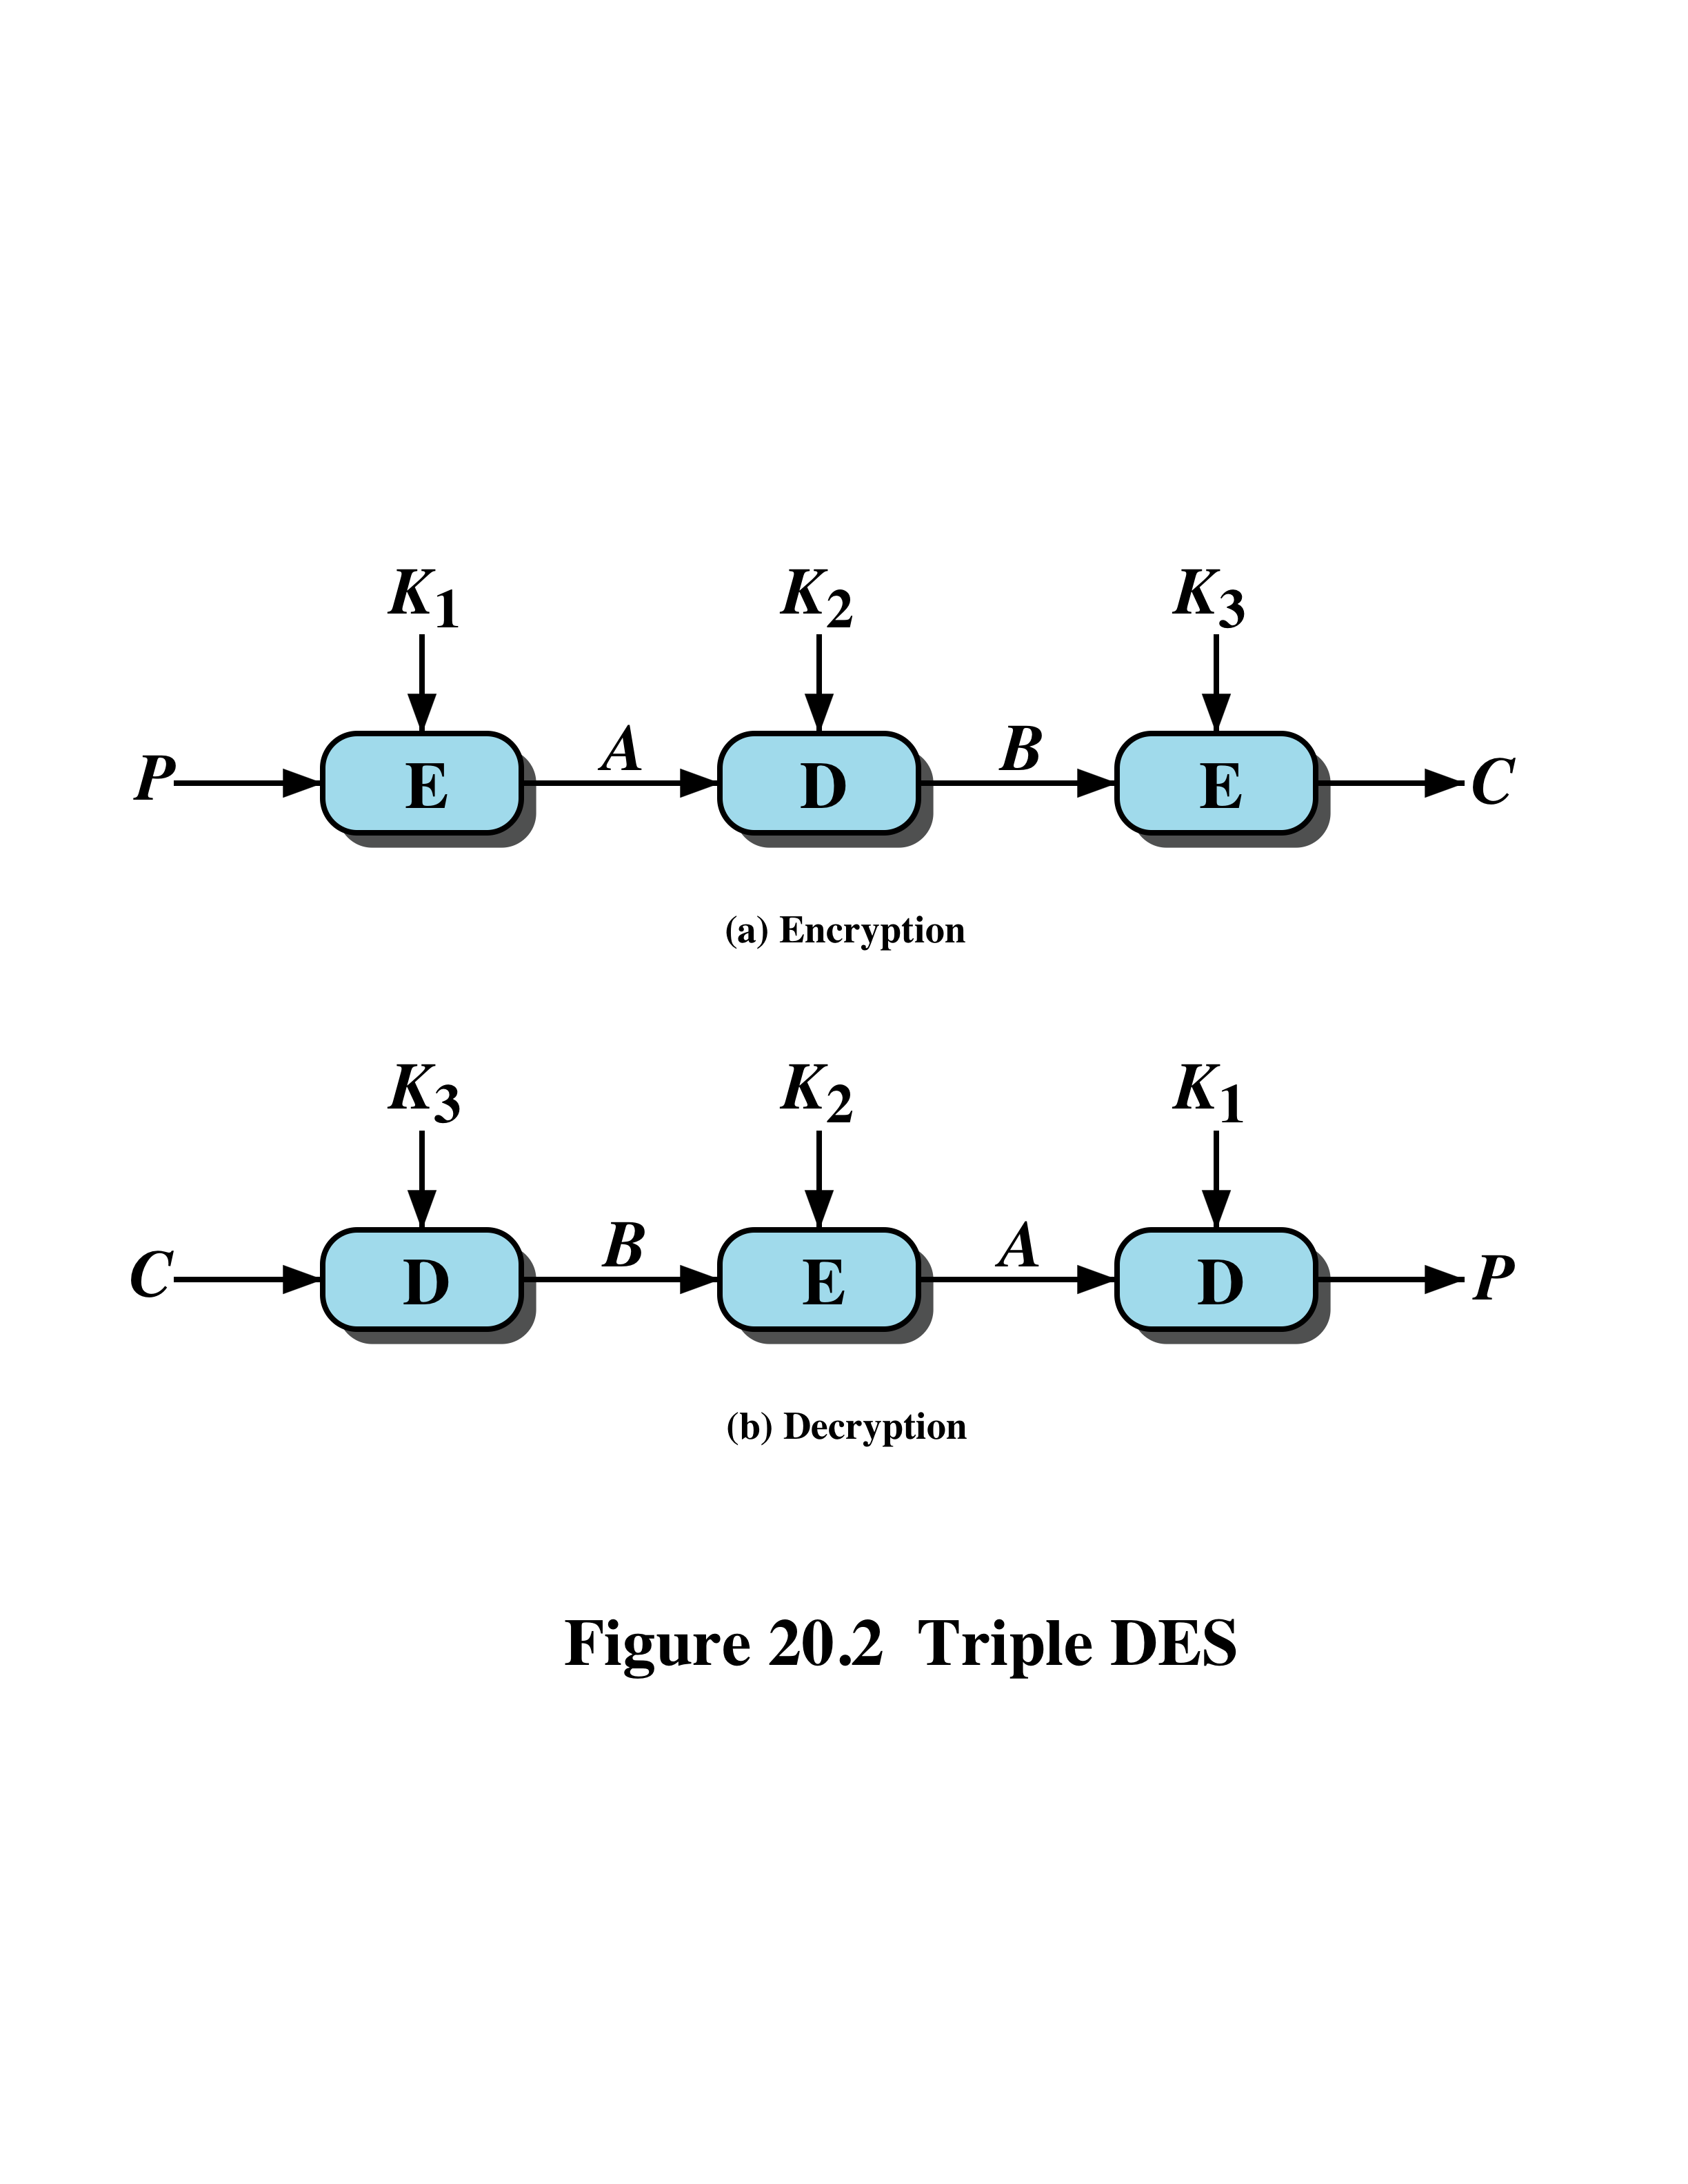 K1 K2 K3
P E A D B E C
(a) Encryption
K3 K2 K1
C D B E A D P
(b) Decryption
Figure 20.2 Triple DES